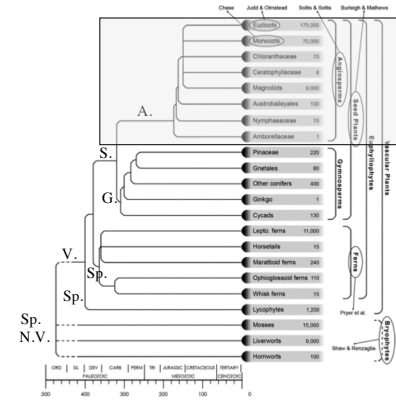 Chase Judd & Olmstead Soltis & Soltis Burleigh & Mathews
Eudicots 175,000
Monocots 70,000
Chloranthaceae 70
Ceratophyllaceae 6
Magnoliids 9,000
Austrobaileyales 100
Nymphaeaceae 70
Amborellaceae 1
Pinaceae 220
Gnetales 80
Other conifers 400
Ginkgo 1
Cycads 130
Lepto. ferns 11,000
Horsetails 15
Marattioid ferns 240
Ophioglossoid ferns 110
Whisk ferns 15
Lycophytes 1,200
Mosses 15,000
Liverworts 9,000
Hornworts 100
A.
S.
G.
V.
Sp.
Sp.
Sp.
N.V.
Angiosperms
Seed Plants
Gymnosperms
Euphyllophytes
Vascular Plants
Ferns
Pryer et al.
Bryophytes
Shaw & Renzaglia
ORD SIL DEV CARB PERM TRI JURASSIC CRETACEOUS TERTIARY
PALEOZOIC MESOZOIC CENOZOIC
500 400 300 200 100 0